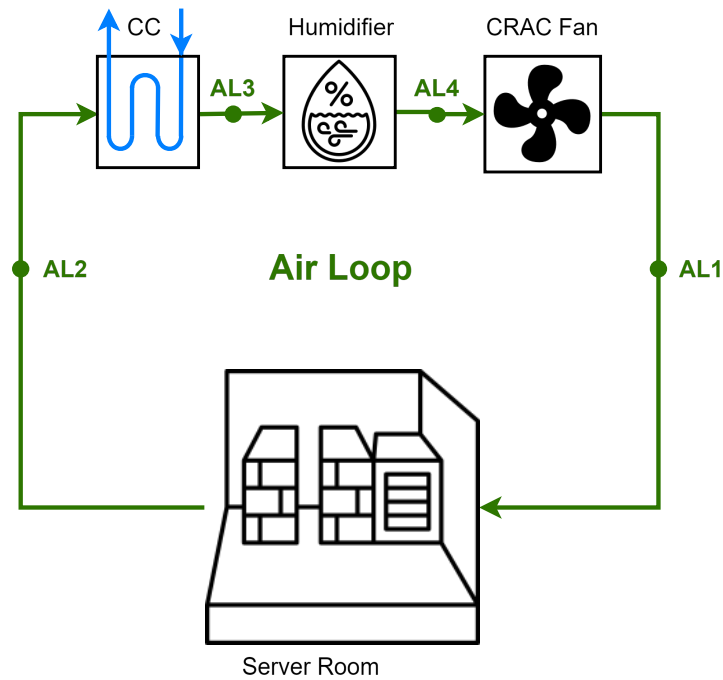 CC
Humidifier
CRAC Fan
AL3
AL4
%
AL2
Air Loop
AL1
Server Room